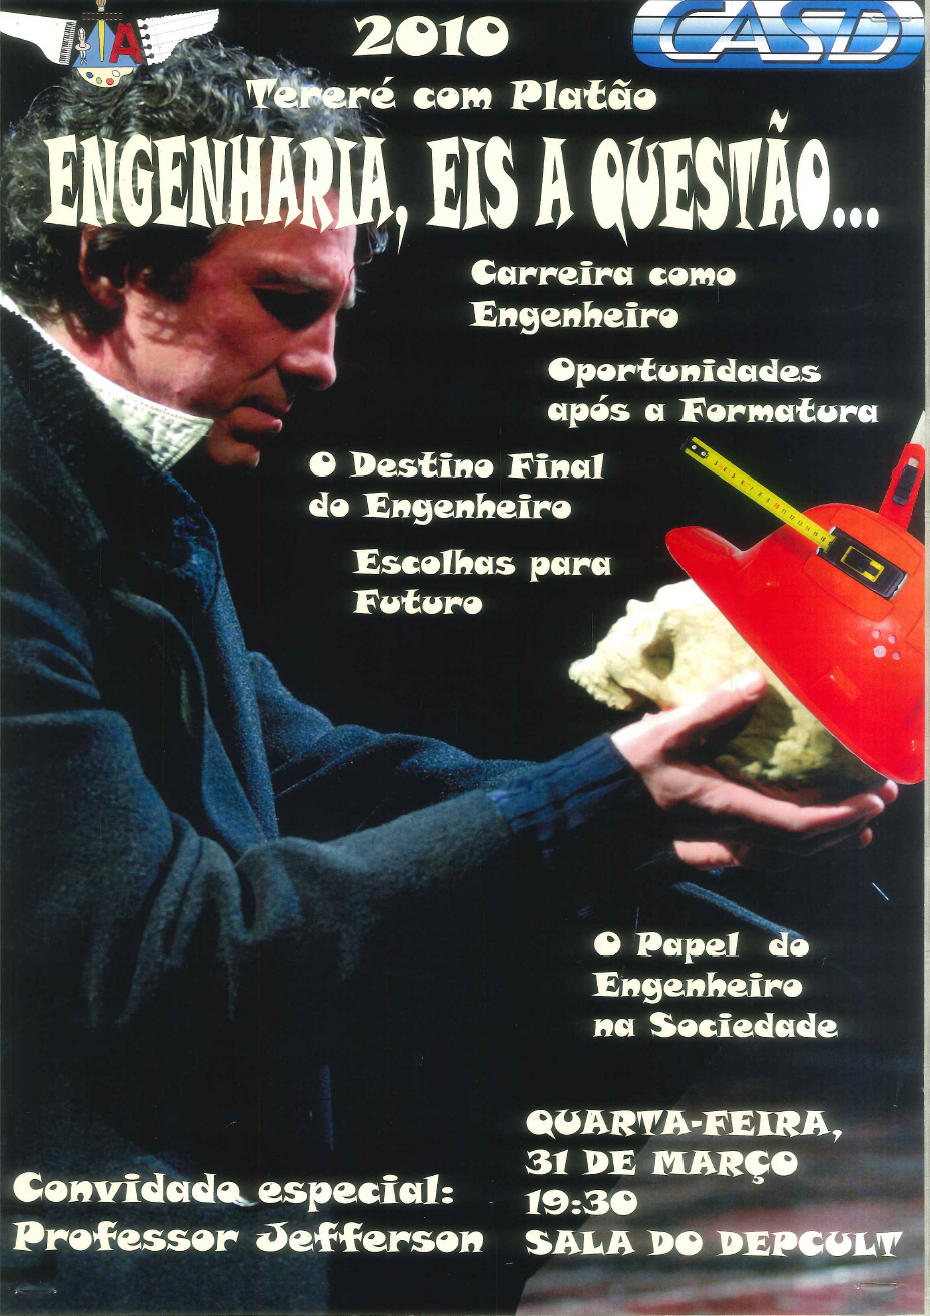 2010
CASD
Tereré com Platão
ENGENHARIA, EIS A QUESTÃO...
Carreira como
Engenheiro
Oportunidades
após a Formatura
O Destino Final
do Engenheiro
Escolhas para
Futuro
O Papel do
Engenheiro
na Sociedade
QUARTA-FEIRA,
31 DE MARÇO
19:30
SALA DO DEPCULT
Convidado especial:
Professor Jefferson